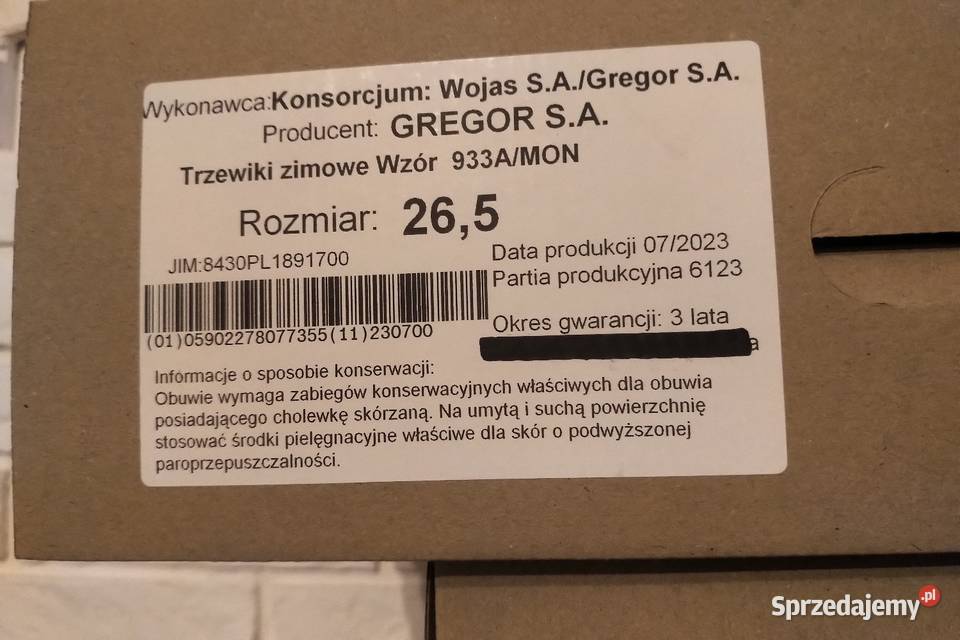 Wykonawca:Konsorcjum: Wojas S.A./Gregor S.A.
Producent: GREGOR S.A.
Trzewiki zimowe Wzór 933A/MON
Rozmiar: 26,5
JIM:8430PL1891700
Data produkcji 07/2023
Partia produkcyjna 6123
(01)05902278077355(11)230700
Okres gwarancji: 3 lata
Informacje o sposobie konserwacji:
Obuwie wymaga zabiegów konserwacyjnych właściwych dla obuwia
posiadającego cholewkę skórzaną. Na umytą i suchą powierzchnię
stosować środki pielęgnacyjne właściwe dla skór o podwyższonej
paroprzepuszczalności.
Sprzedajemy.pl